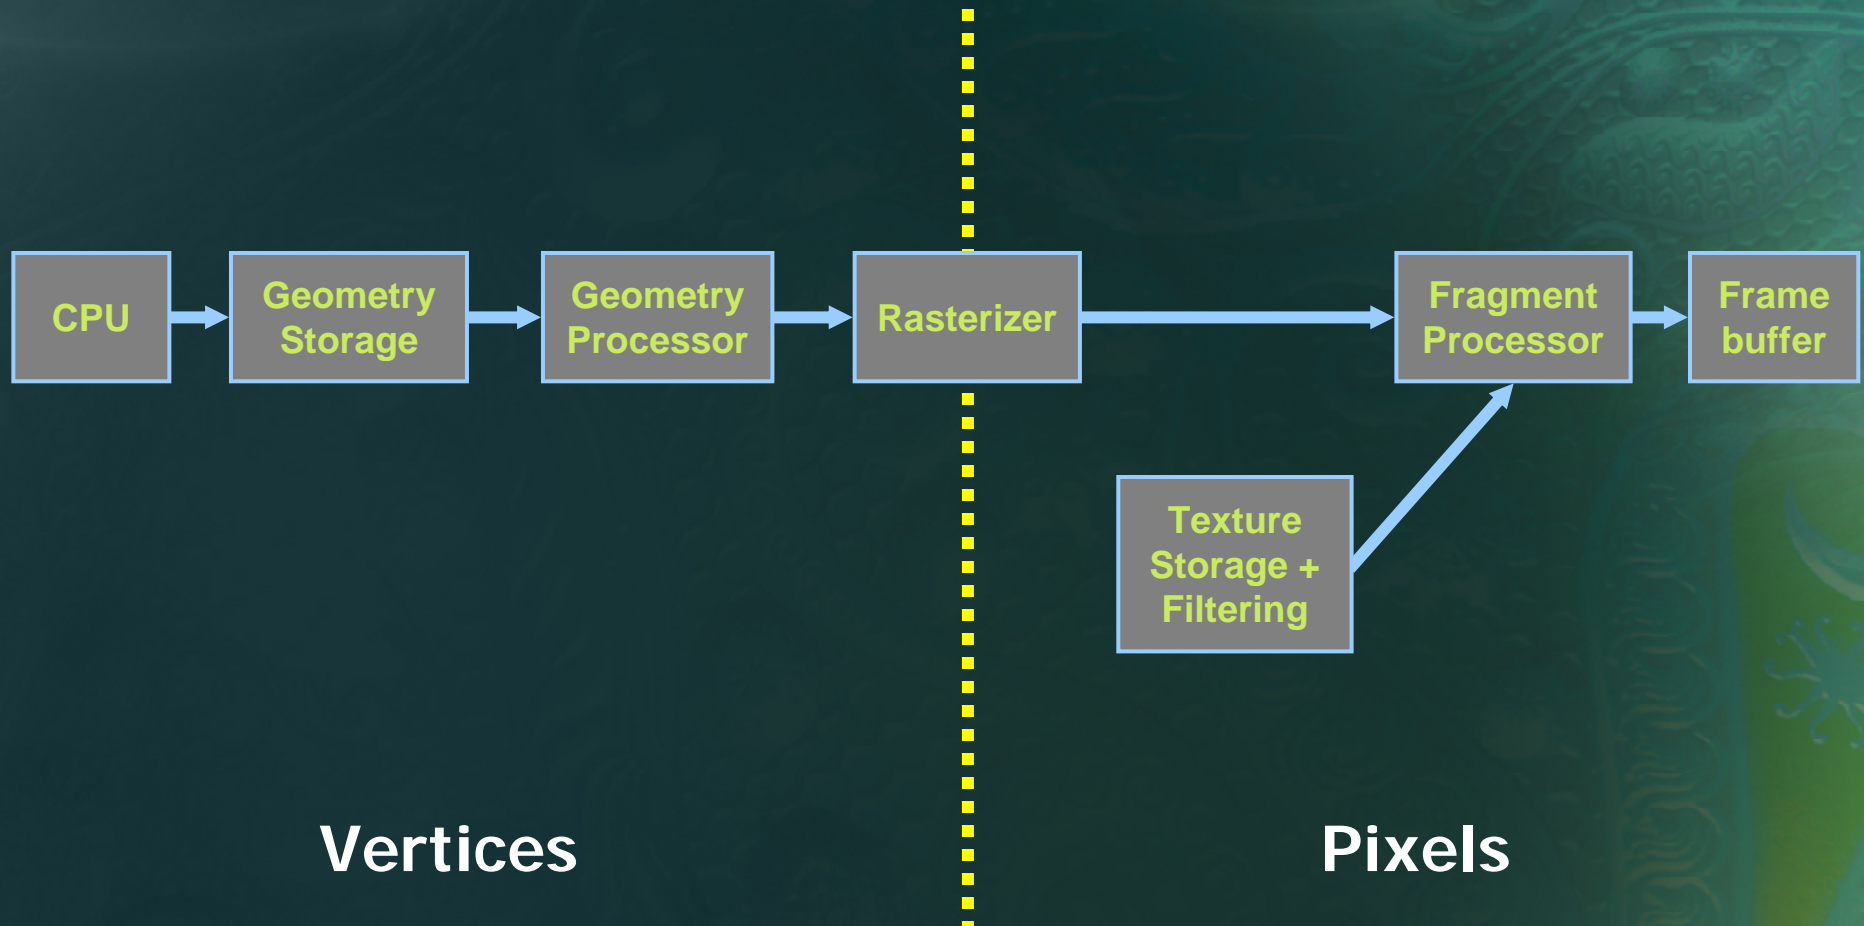 CPU
Geometry
Storage
Geometry
Processor
Rasterizer
Fragment
Processor
Frame
buffer
Texture
Storage +
Filtering
Vertices
Pixels